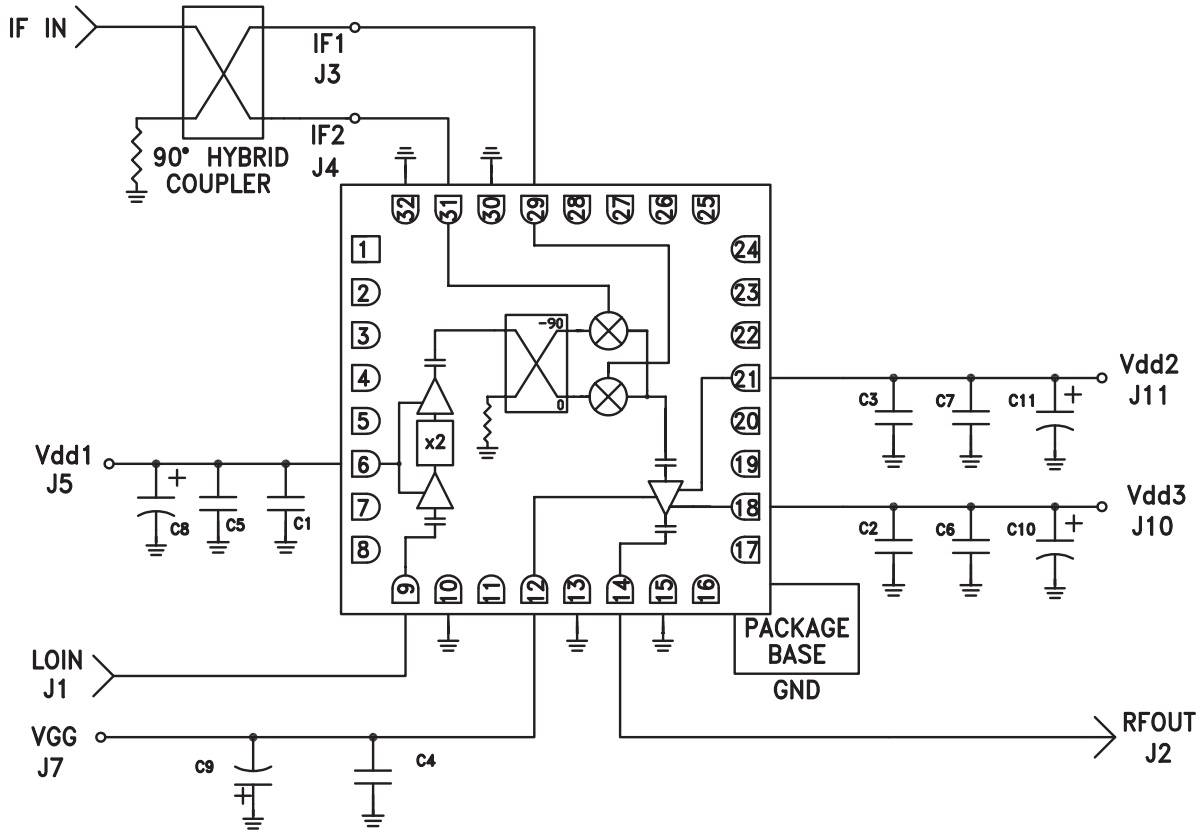 IF IN
IF1
J3
IF2
J4
90° HYBRID
COUPLER
32
31
30
29
28
27
26
25
1
2
3
4
5
6
7
8
24
23
22
21
20
19
18
17
9
10
11
12
13
14
15
16
-90
0
x2
Vdd1
J5
C8
C5
C1
Vdd2
J11
C3
C7
C11
Vdd3
J10
C2
C6
C10
PACKAGE
BASE
GND
LOIN
J1
VGG
J7
C9
C4
RFOUT
J2